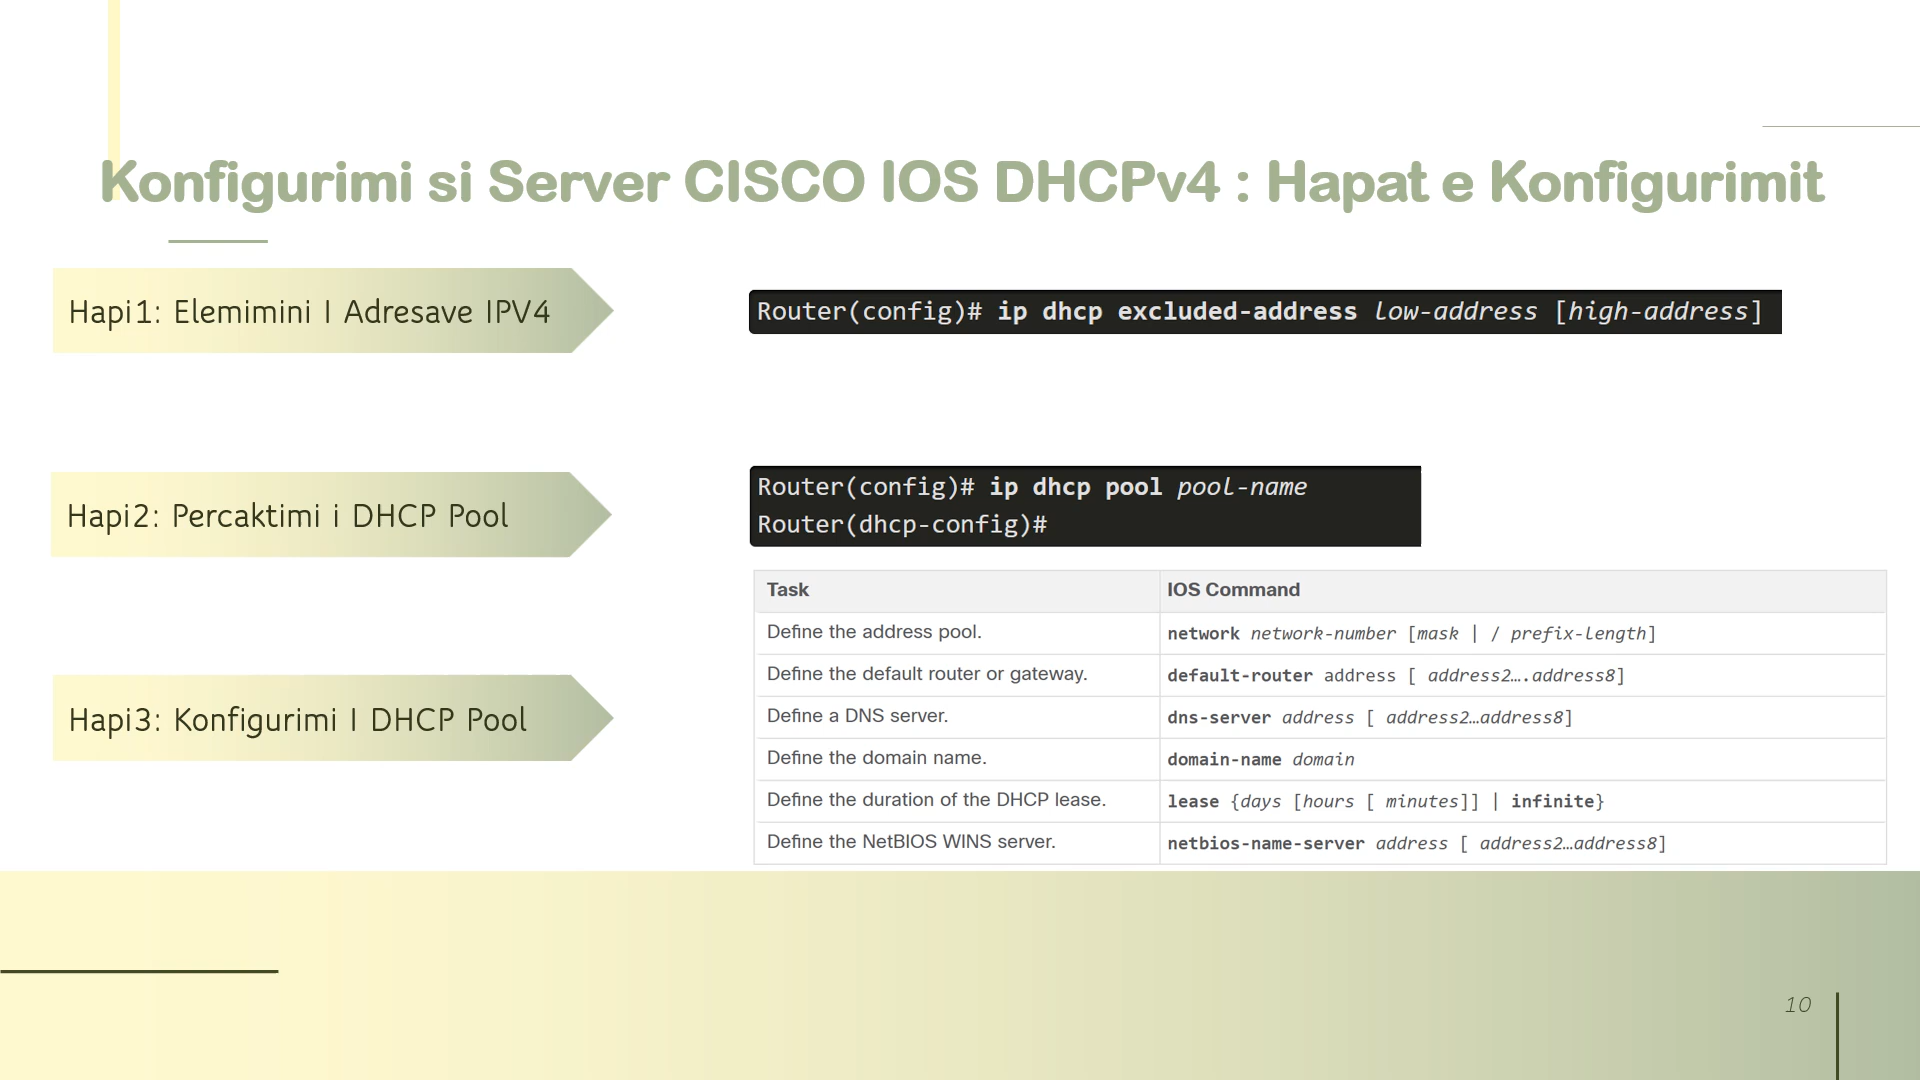 Konfigurimi si Server CISCO IOS DHCPv4 : Hapat e Konfigurimit
Hapi1: Elemimini I Adresave IPV4
Router(config)# ip dhcp excluded-address low-address [high-address]
Hapi2: Percaktimi i DHCP Pool
Router(config)# ip dhcp pool pool-name
Router(dhcp-config)#
Hapi3: Konfigurimi I DHCP Pool
Task IOS Command
Define the address pool. network network-number [mask | / prefix-length]
Define the default router or gateway. default-router address [ address2….address8]
Define a DNS server. dns-server address [ address2…address8]
Define the domain name. domain-name domain
Define the duration of the DHCP lease. lease {days [hours [ minutes]] | infinite}
Define the NetBIOS WINS server. netbios-name-server address [ address2…address8]
10